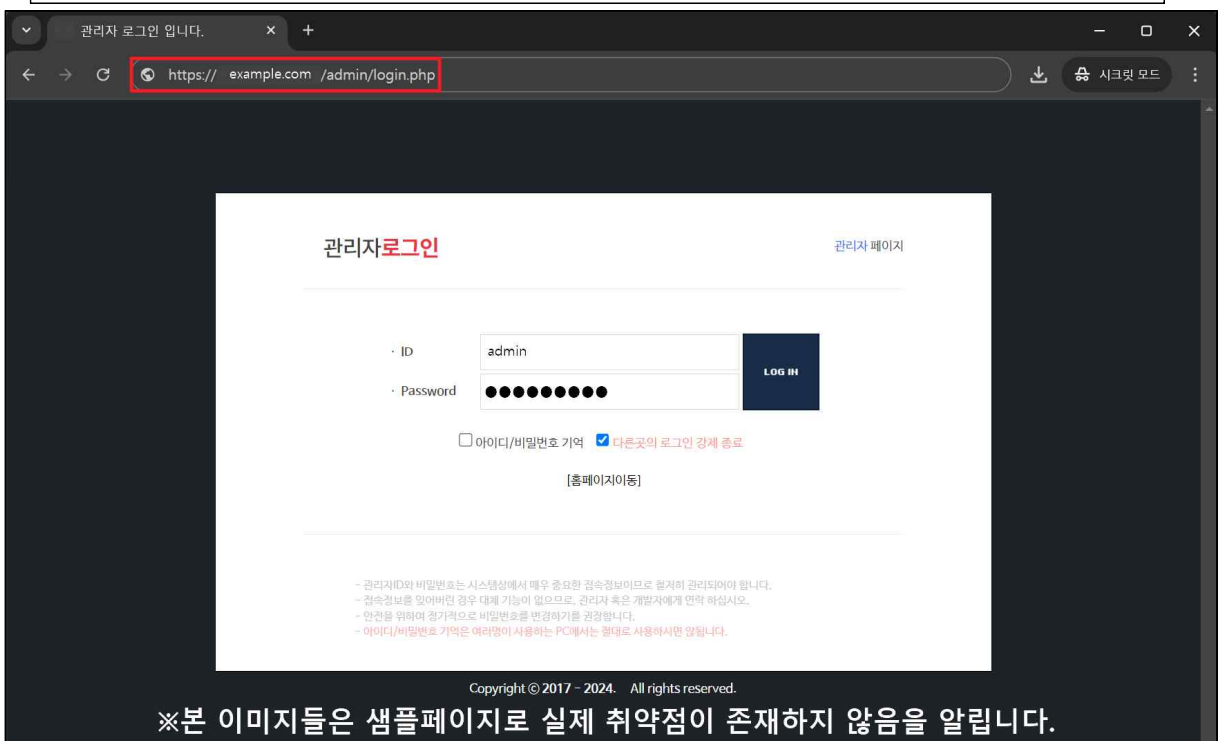 관리자 로그인 입니다.
https:// example.com /admin/login.php
시크릿 모드
관리자로그인
관리자 페이지
· ID
admin
LOG IN
· Password
아이디/비밀번호 기억
다른곳의 로그인 강제 종료
[홈페이지이동]
- 관리자ID와 비밀번호는 시스템상에서 매우 중요한 접속정보이므로 철저히 관리되어야 합니다.
- 접속정보를 잊어버린 경우 대체 기능이 없으므로, 관리자 혹은 개발자에게 연락 하십시오.
- 안전을 위하여 정기적으로 비밀번호를 변경하기를 권장합니다.
- 아이디/비밀번호 기억은 여러명이 사용하는 PC에서는 절대로 사용하시면 않됩니다.
Copyright © 2017 - 2024. All rights reserved.
※본 이미지들은 샘플페이지로 실제 취약점이 존재하지 않음을 알립니다.